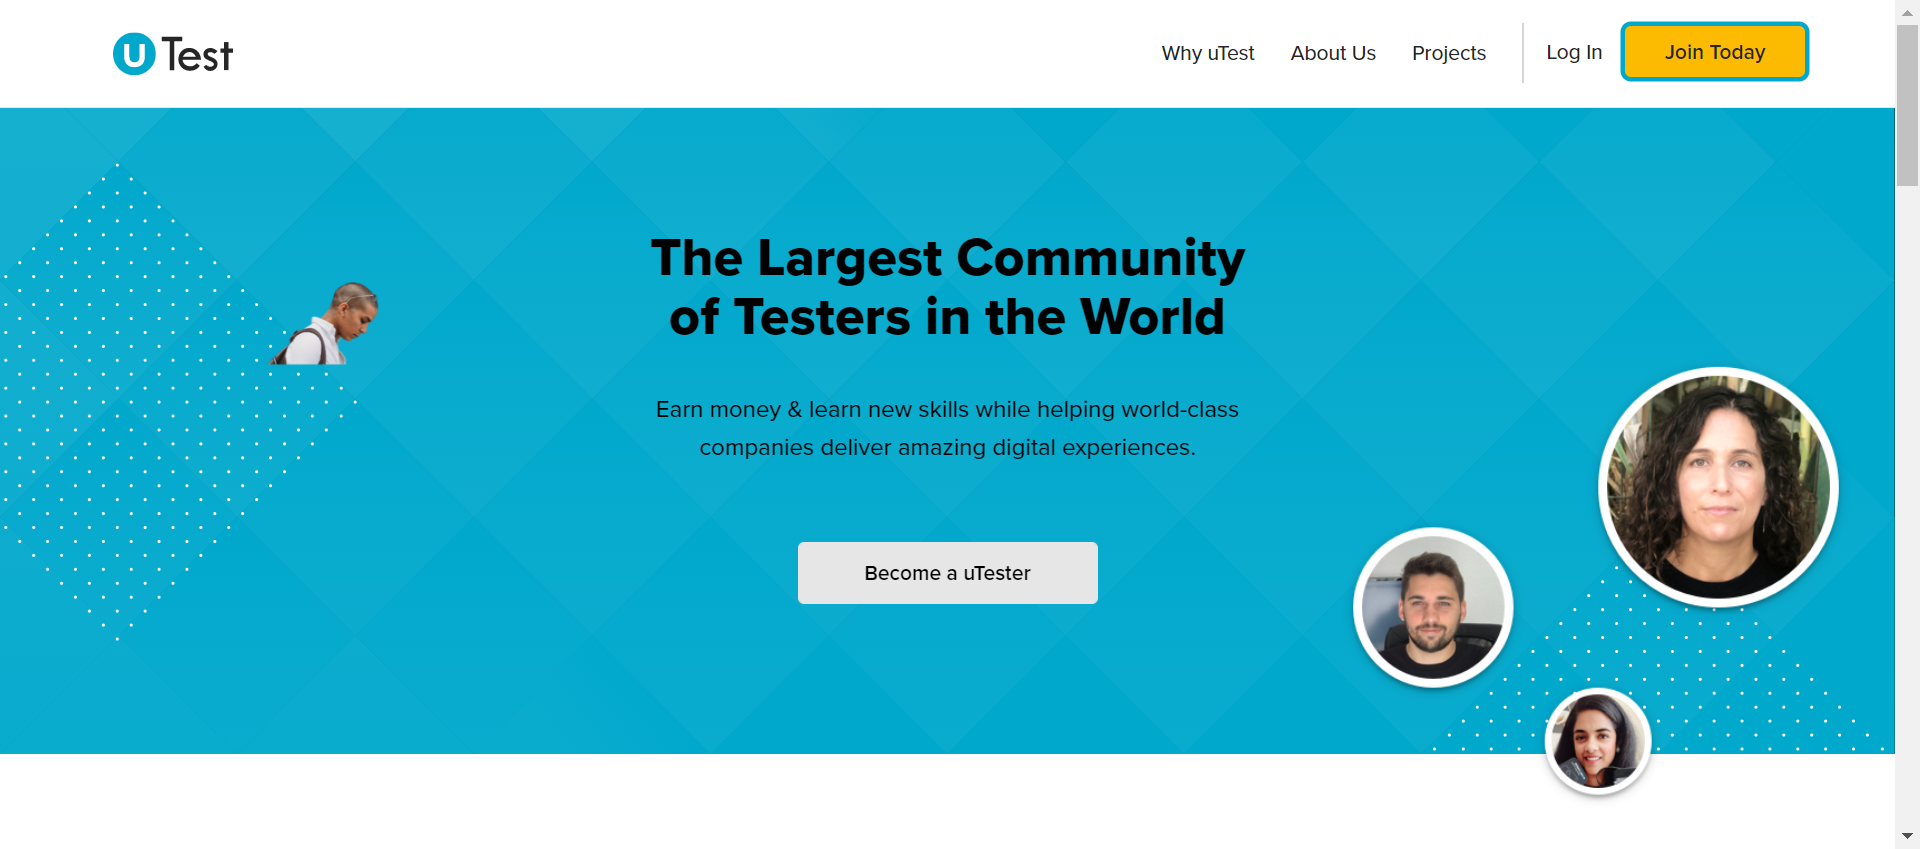 uTest
Why uTest
About Us
Projects
Log In
Join Today
The Largest Community
of Testers in the World
Earn money & learn new skills while helping world-class
companies deliver amazing digital experiences.
Become a uTester